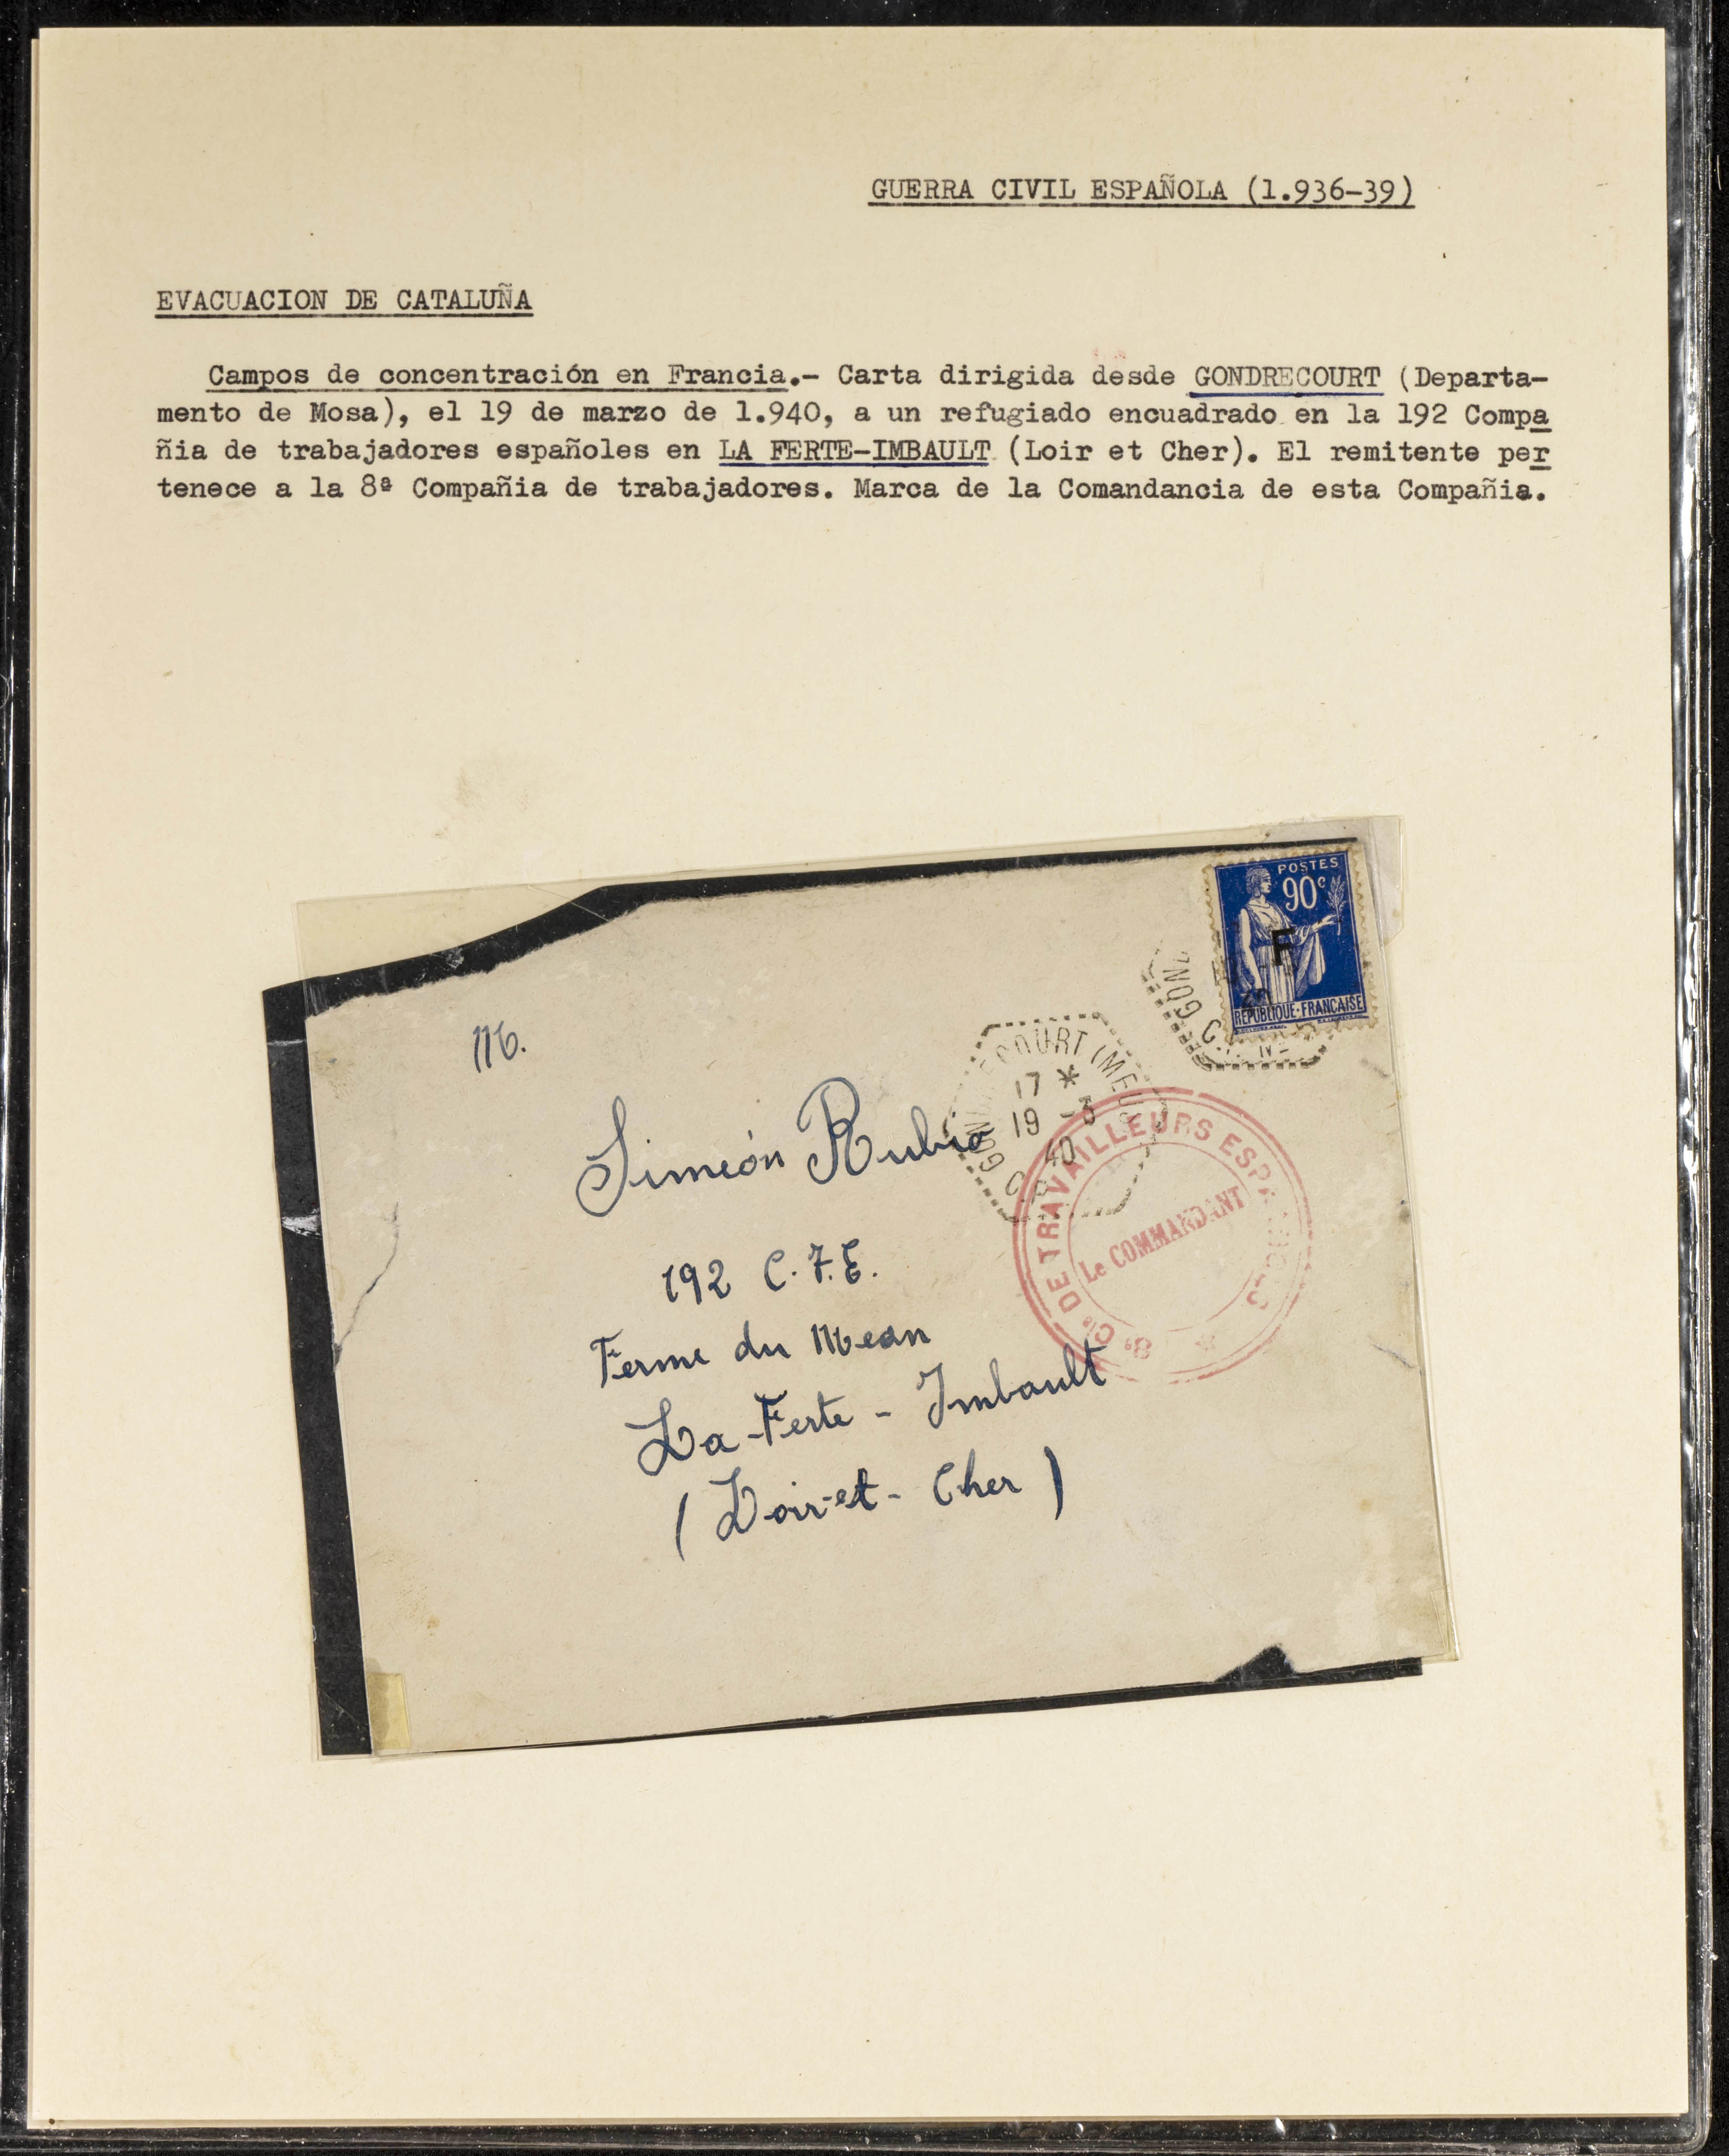 GUERRA CIVIL ESPAÑOLA (1.936-39)
EVACUACION DE CATALUÑA
Campos de concentración en Francia.- Carta dirigida desde GONDRECOURT (Departa-
mento de Mosa), el 19 de marzo de 1.940, a un refugiado encuadrado en la 192 Compa
ñia de trabajadores españoles en LA FERTE-IMBAULT (Loir et Cher). El remitente per
tenece a la 8ª Compañia de trabajadores. Marca de la Comandancia de esta Compañia.
POSTES
90c
F
REPUBLIQUE-FRANÇAISE
M.
17 *
19 -3
40
Simeón Rubio
8e Cie DE TRAVAILLEURS ESPAGNOLS
Le COMMANDANT
192 C.T.E.
Ferme du Mean
La-Ferte-Imbault
(Loir-et-Cher)